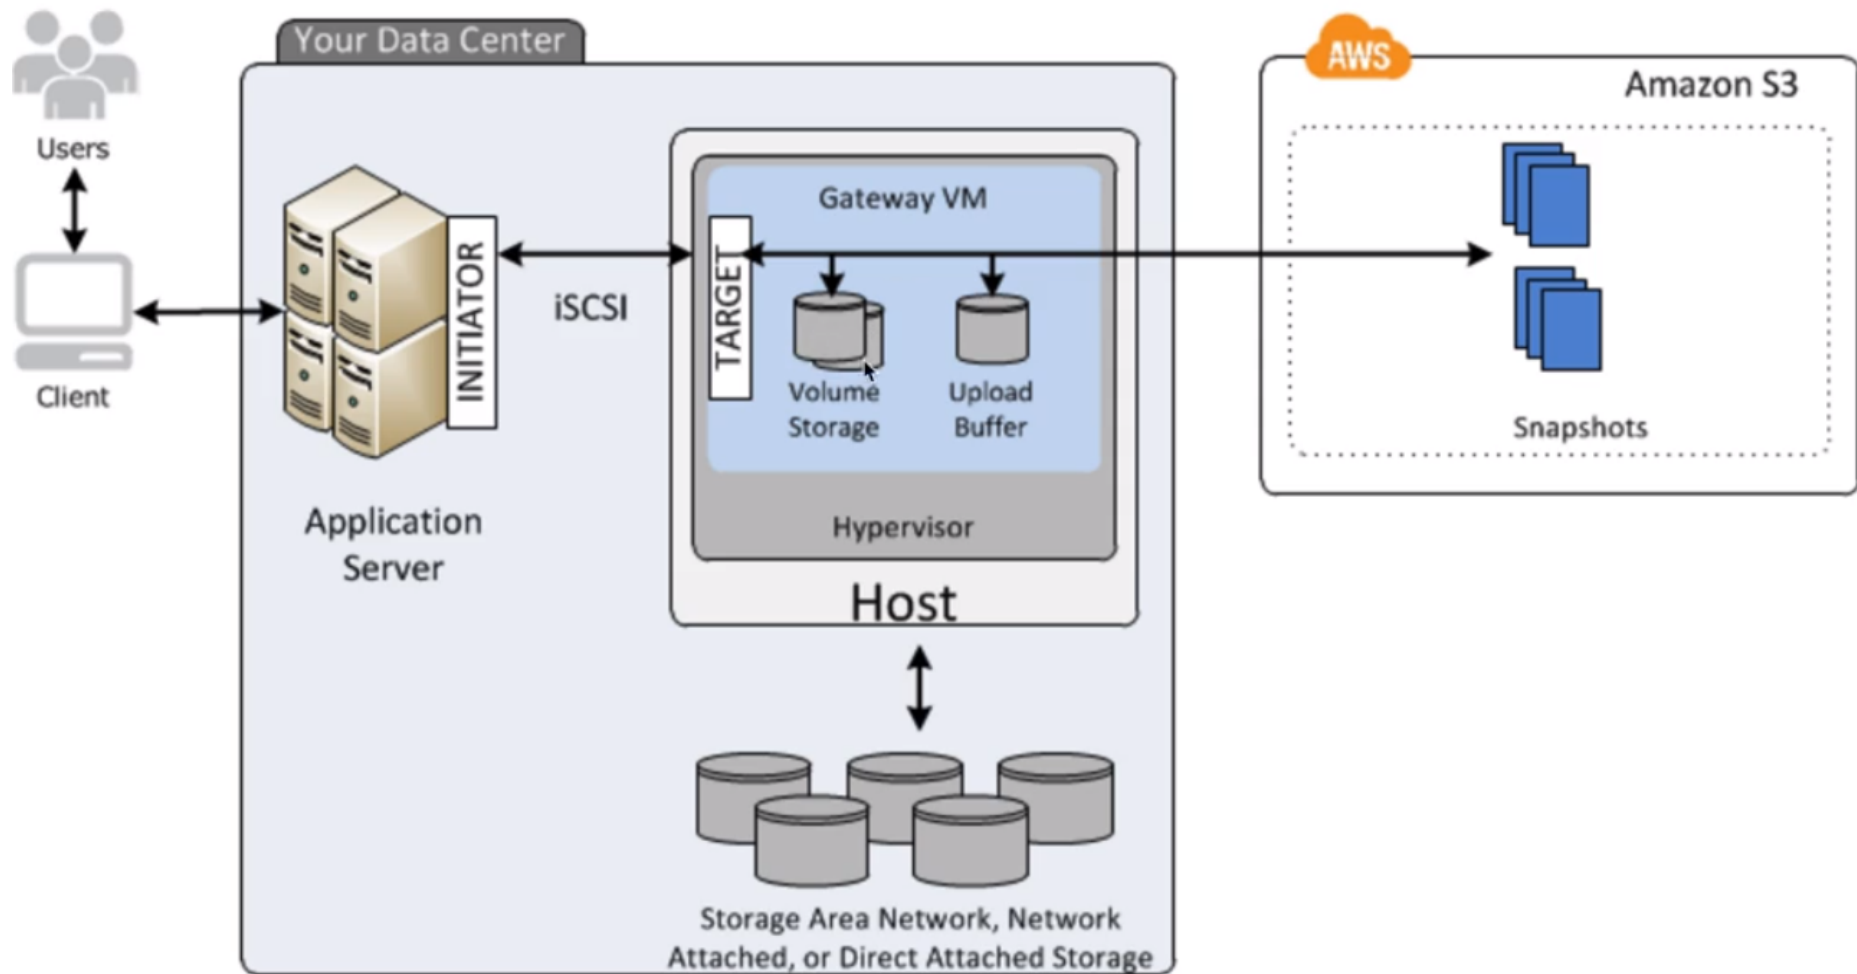 Your Data Center
AWS
Amazon S3
Users
Client
Application
Server
INITIATOR
iSCSI
TARGET
Gateway VM
Volume
Storage
Upload
Buffer
Hypervisor
Host
Snapshots
Storage Area Network, Network
Attached, or Direct Attached Storage